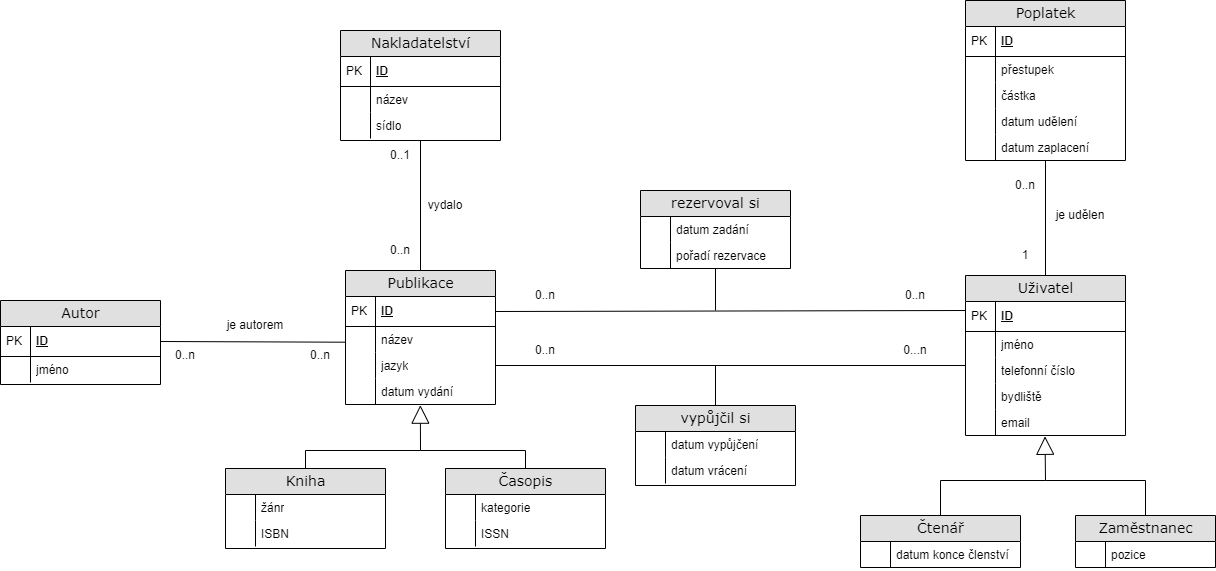 Poplatek
PK ID
přestupek
částka
datum udělení
datum zaplacení
Nakladatelství
PK ID
název
sídlo
0..1
vydalo
0..n
0..n
je udělen
1
rezervoval si
datum zadání
pořadí rezervace
Autor
PK ID
jméno
je autorem
0..n
0..n
Publikace
PK ID
název
jazyk
datum vydání
0..n
0..n
0..n
0...n
Uživatel
PK ID
jméno
telefonní číslo
bydliště
email
vypůjčil si
datum vypůjčení
datum vrácení
Kniha
žánr
ISBN
Časopis
kategorie
ISSN
Čtenář
datum konce členství
Zaměstnanec
pozice